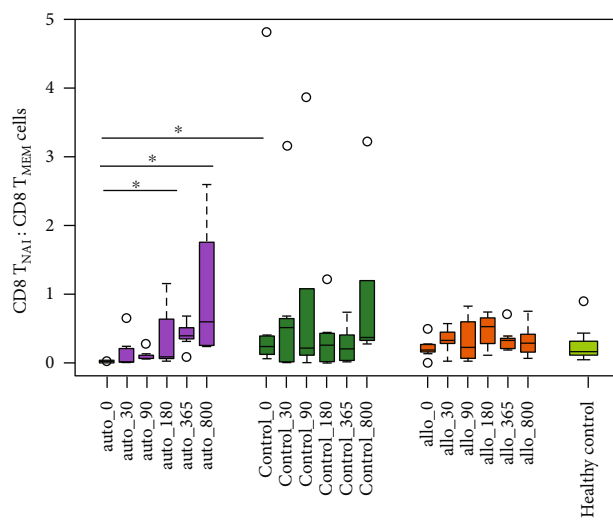 5
4
3
2
1
0
CD8 T_NAI : CD8 T_MEM cells
*
*
*
auto_0
auto_30
auto_90
auto_180
auto_365
auto_800
Control_0
Control_30
Control_90
Control_180
Control_365
Control_800
allo_0
allo_30
allo_90
allo_180
allo_365
allo_800
Healthy control